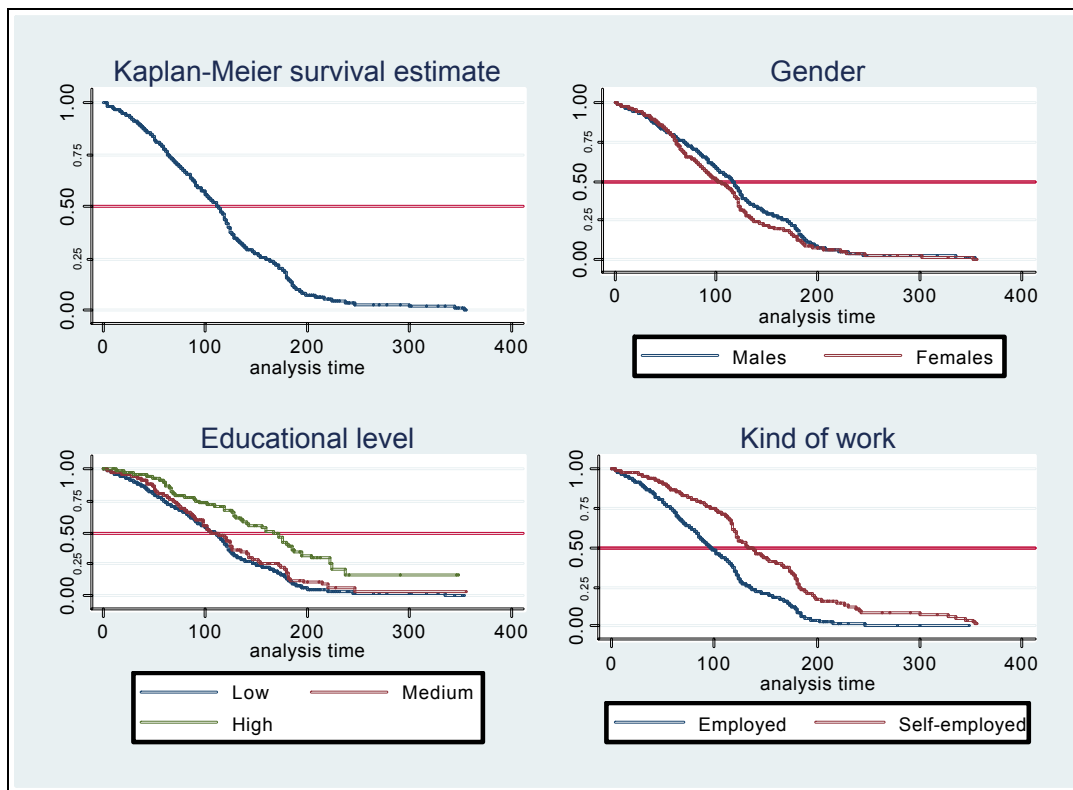 Kaplan-Meier survival estimate
1.00
0.75
0.50
0.25
0.00
0 100 200 300 400
analysis time
Gender
1.00
0.75
0.50
0.25
0.00
0 100 200 300 400
analysis time
Males Females
Educational level
1.00
0.75
0.50
0.25
0.00
0 100 200 300 400
analysis time
Low Medium
High
Kind of work
1.00
0.75
0.50
0.25
0.00
0 100 200 300 400
analysis time
Employed Self-employed